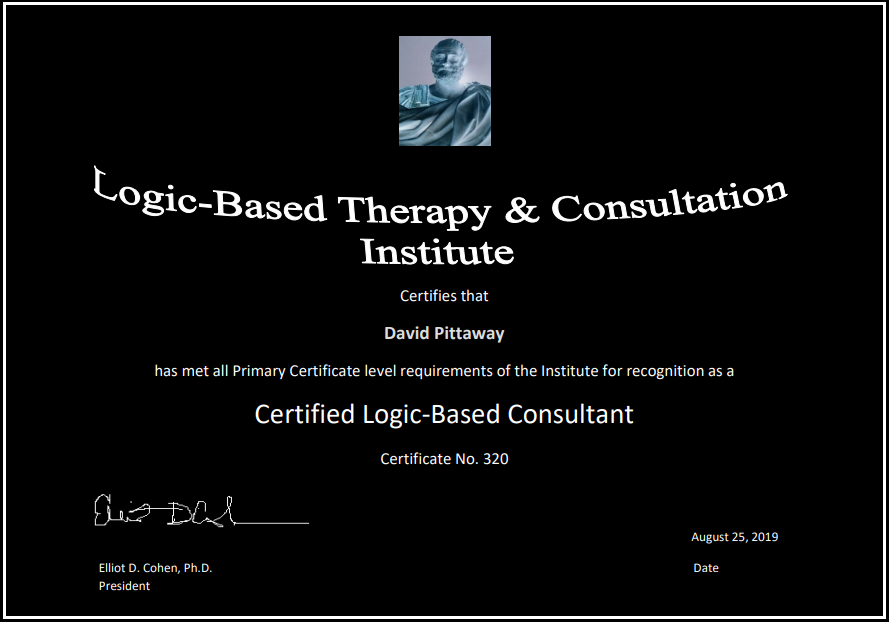 Logic-Based Therapy & Consultation
Institute
Certifies that
David Pittaway
has met all Primary Certificate level requirements of the Institute for recognition as a
Certified Logic-Based Consultant
Certificate No. 320
August 25, 2019
Elliot D. Cohen, Ph.D.
Date
President